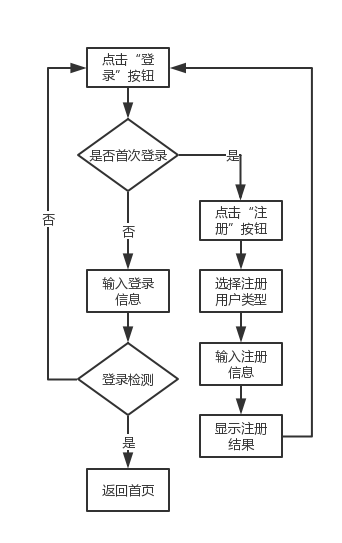 点击“登
录”按钮
是否首次登录
是
点击“注
册”按钮
否
否
输入登录
信息
选择注册
用户类型
输入注册
信息
登录检测
显示注册
结果
是
返回首页